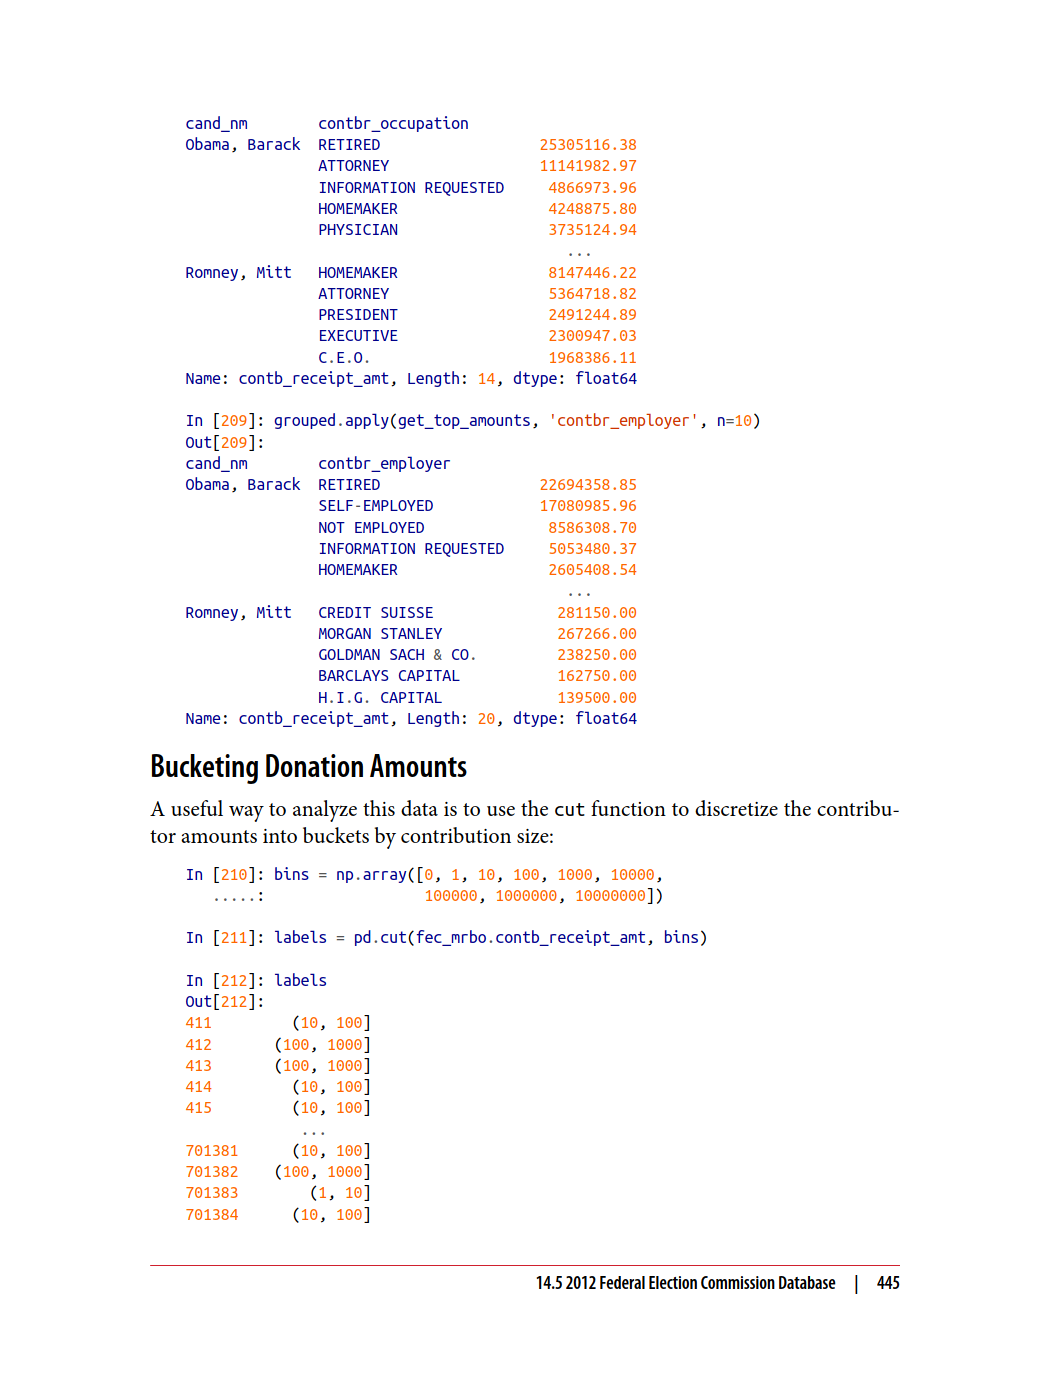 cand_nm        contbr_occupation
Obama, Barack  RETIRED                  25305116.38
               ATTORNEY                 11141982.97
               INFORMATION REQUESTED     4866973.96
               HOMEMAKER                 4248875.80
               PHYSICIAN                 3735124.94
                                           ...
Romney, Mitt   HOMEMAKER                 8147446.22
               ATTORNEY                  5364718.82
               PRESIDENT                 2491244.89
               EXECUTIVE                 2300947.03
               C.E.O.                    1968386.11
Name: contb_receipt_amt, Length: 14, dtype: float64
In [209]: grouped.apply(get_top_amounts, 'contbr_employer', n=10)
Out[209]:
cand_nm        contbr_employer
Obama, Barack  RETIRED                  22694358.85
               SELF-EMPLOYED            17080985.96
               NOT EMPLOYED              8586308.70
               INFORMATION REQUESTED     5053480.37
               HOMEMAKER                 2605408.54
                                           ...
Romney, Mitt   CREDIT SUISSE              281150.00
               MORGAN STANLEY             267266.00
               GOLDMAN SACH & CO.         238250.00
               BARCLAYS CAPITAL           162750.00
               H.I.G. CAPITAL             139500.00
Name: contb_receipt_amt, Length: 20, dtype: float64
Bucketing Donation Amounts
A useful way to analyze this data is to use the cut function to discretize the contribu-
tor amounts into buckets by contribution size:
In [210]: bins = np.array([0, 1, 10, 100, 1000, 10000,
   .....:                  100000, 1000000, 10000000])
In [211]: labels = pd.cut(fec_mrbo.contb_receipt_amt, bins)
In [212]: labels
Out[212]:
411         (10, 100]
412       (100, 1000]
413       (100, 1000]
414         (10, 100]
415         (10, 100]
             ...
701381      (10, 100]
701382    (100, 1000]
701383        (1, 10]
701384      (10, 100]
14.5 2012 Federal Election Commission Database | 445